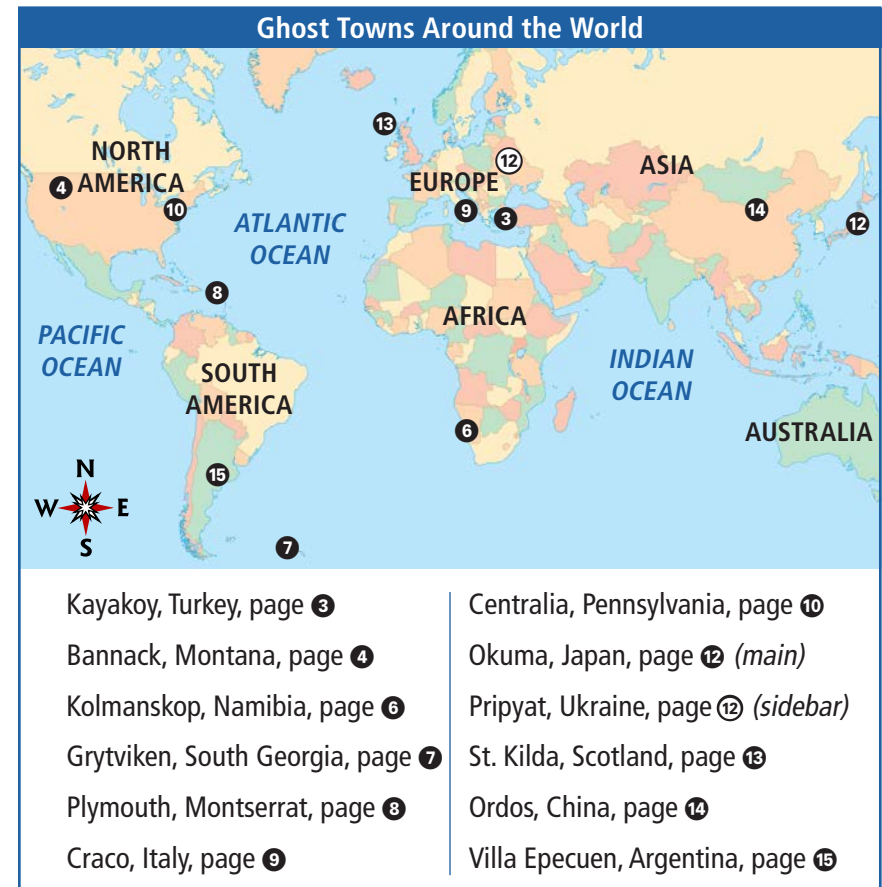 Ghost Towns Around the World
13
NORTH
AMERICA
4
10
12
EUROPE
ASIA
9
3
14
12
ATLANTIC
OCEAN
8
AFRICA
PACIFIC
OCEAN
SOUTH
AMERICA
INDIAN
OCEAN
6
AUSTRALIA
15
N
W E
S
7
Kayakoy, Turkey, page 3
Bannack, Montana, page 4
Kolmanskop, Namibia, page 6
Grytviken, South Georgia, page 7
Plymouth, Montserrat, page 8
Craco, Italy, page 9
Centralia, Pennsylvania, page 10
Okuma, Japan, page 12 (main)
Pripyat, Ukraine, page 12 (sidebar)
St. Kilda, Scotland, page 13
Ordos, China, page 14
Villa Epecuen, Argentina, page 15